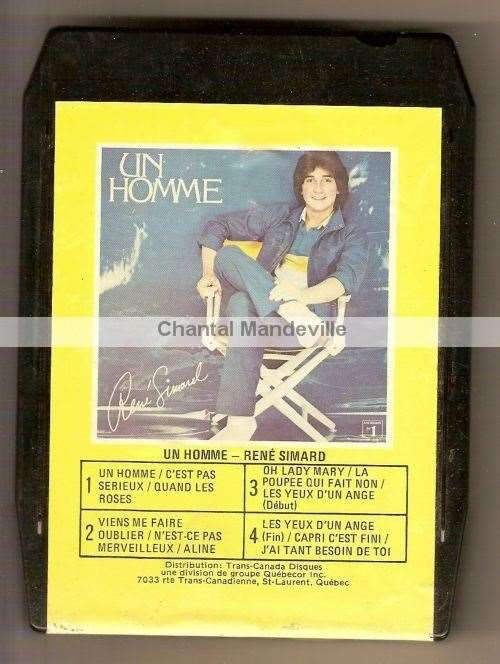 UN
HOMME
Chantal Mandeville
René Simard
1
UN HOMME – RENÉ SIMARD
1 UN HOMME / C'EST PAS
SERIEUX / QUAND LES
ROSES
2 VIENS ME FAIRE
OUBLIER / N'EST-CE PAS
MERVEILLEUX / ALINE
3 OH LADY MARY / LA
POUPEE QUI FAIT NON /
LES YEUX D'UN ANGE
(Début)
4 LES YEUX D'UN ANGE
(Fin) / CAPRI C'EST FINI /
J'AI TANT BESOIN DE TOI
Distribution: Trans-Canada Disques
une division de groupe Québecor Inc.
7033 rte Trans-Canadienne, St-Laurent, Québec